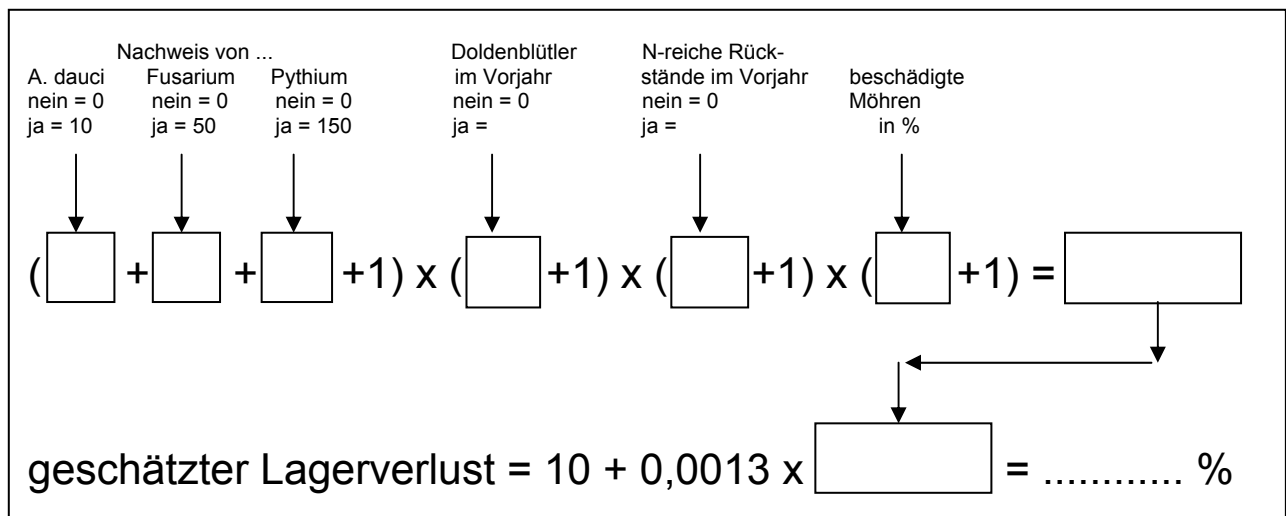 Nachweis von ...
A. dauci
nein = 0
ja = 10
Fusarium
nein = 0
ja = 50
Pythium
nein = 0
ja = 150
Doldenblütler
im Vorjahr
nein = 0
ja =
N-reiche Rück-
stände im Vorjahr
nein = 0
ja =
beschädigte
Möhren
in %
( + + +1) x ( +1) x ( +1) x ( +1) =
geschätzter Lagerverlust = 10 + 0,0013 x = ............ %